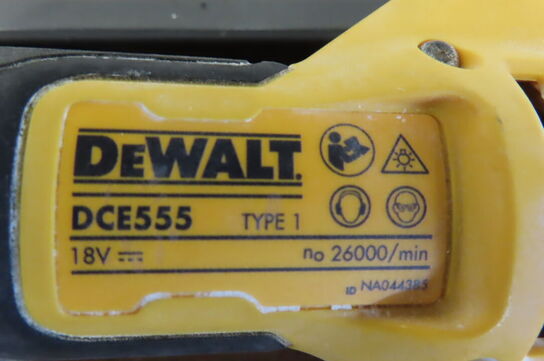 DEWALT.
DCE555 TYPE 1
18V ⎓ no 26000/min
ID NA044385